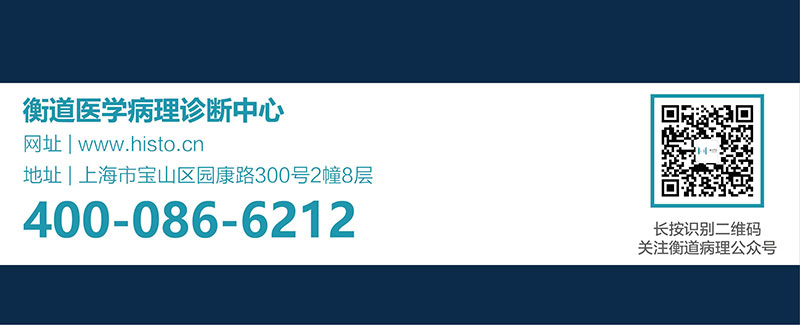 衡道医学病理诊断中心
网址 | www.histo.cn
地址 | 上海市宝山区园康路300号2幢8层
400-086-6212
长按识别二维码
关注衡道病理公众号